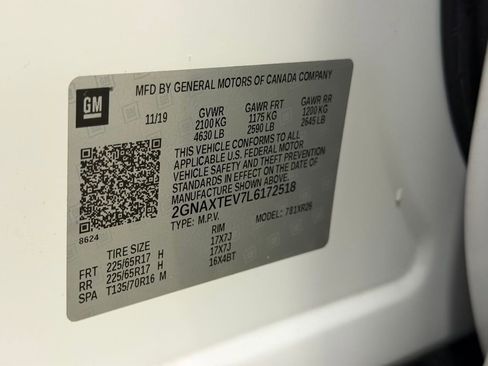 MFD BY GENERAL MOTORS OF CANADA COMPANY
GM
11/19 GVWR GAWR FRT GAWR RR
2100 KG 1175 KG 1200 KG
4630 LB 2590 LB 2645 LB
THIS VEHICLE CONFORMS TO ALL
APPLICABLE U.S. FEDERAL MOTOR
VEHICLE SAFETY AND THEFT PREVENTION
STANDARDS IN EFFECT ON THE DATE OF
MANUFACTURE SHOWN ABOVE.
2GNAXTEV7L6172518
TYPE: M.P.V. MODEL: 781XR26
8624
TIRE SIZE RIM
FRT 225/65R17 H 17X7J
RR 225/65R17 H 17X7J
SPA T135/70R16 M 16X4BT